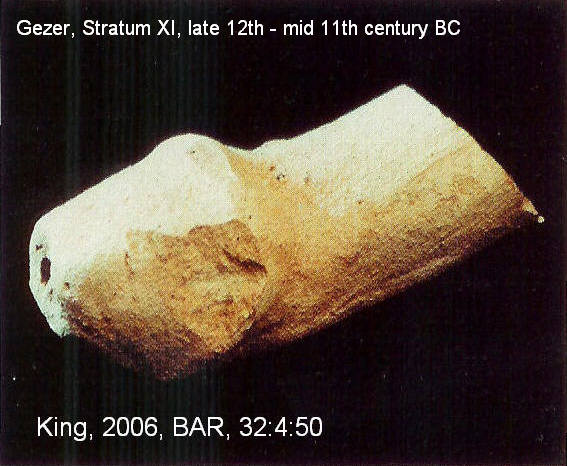 Gezer, Stratum XI, late 12th - mid 11th century BC
King, 2006, BAR, 32:4:50